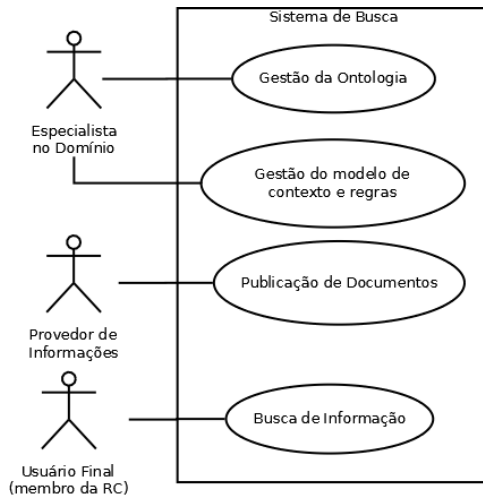 Sistema de Busca
Gestão da Ontologia
Especialista
no Domínio
Gestão do modelo de
contexto e regras
Publicação de Documentos
Provedor de
Informações
Busca de Informação
Usuário Final
(membro da RC)